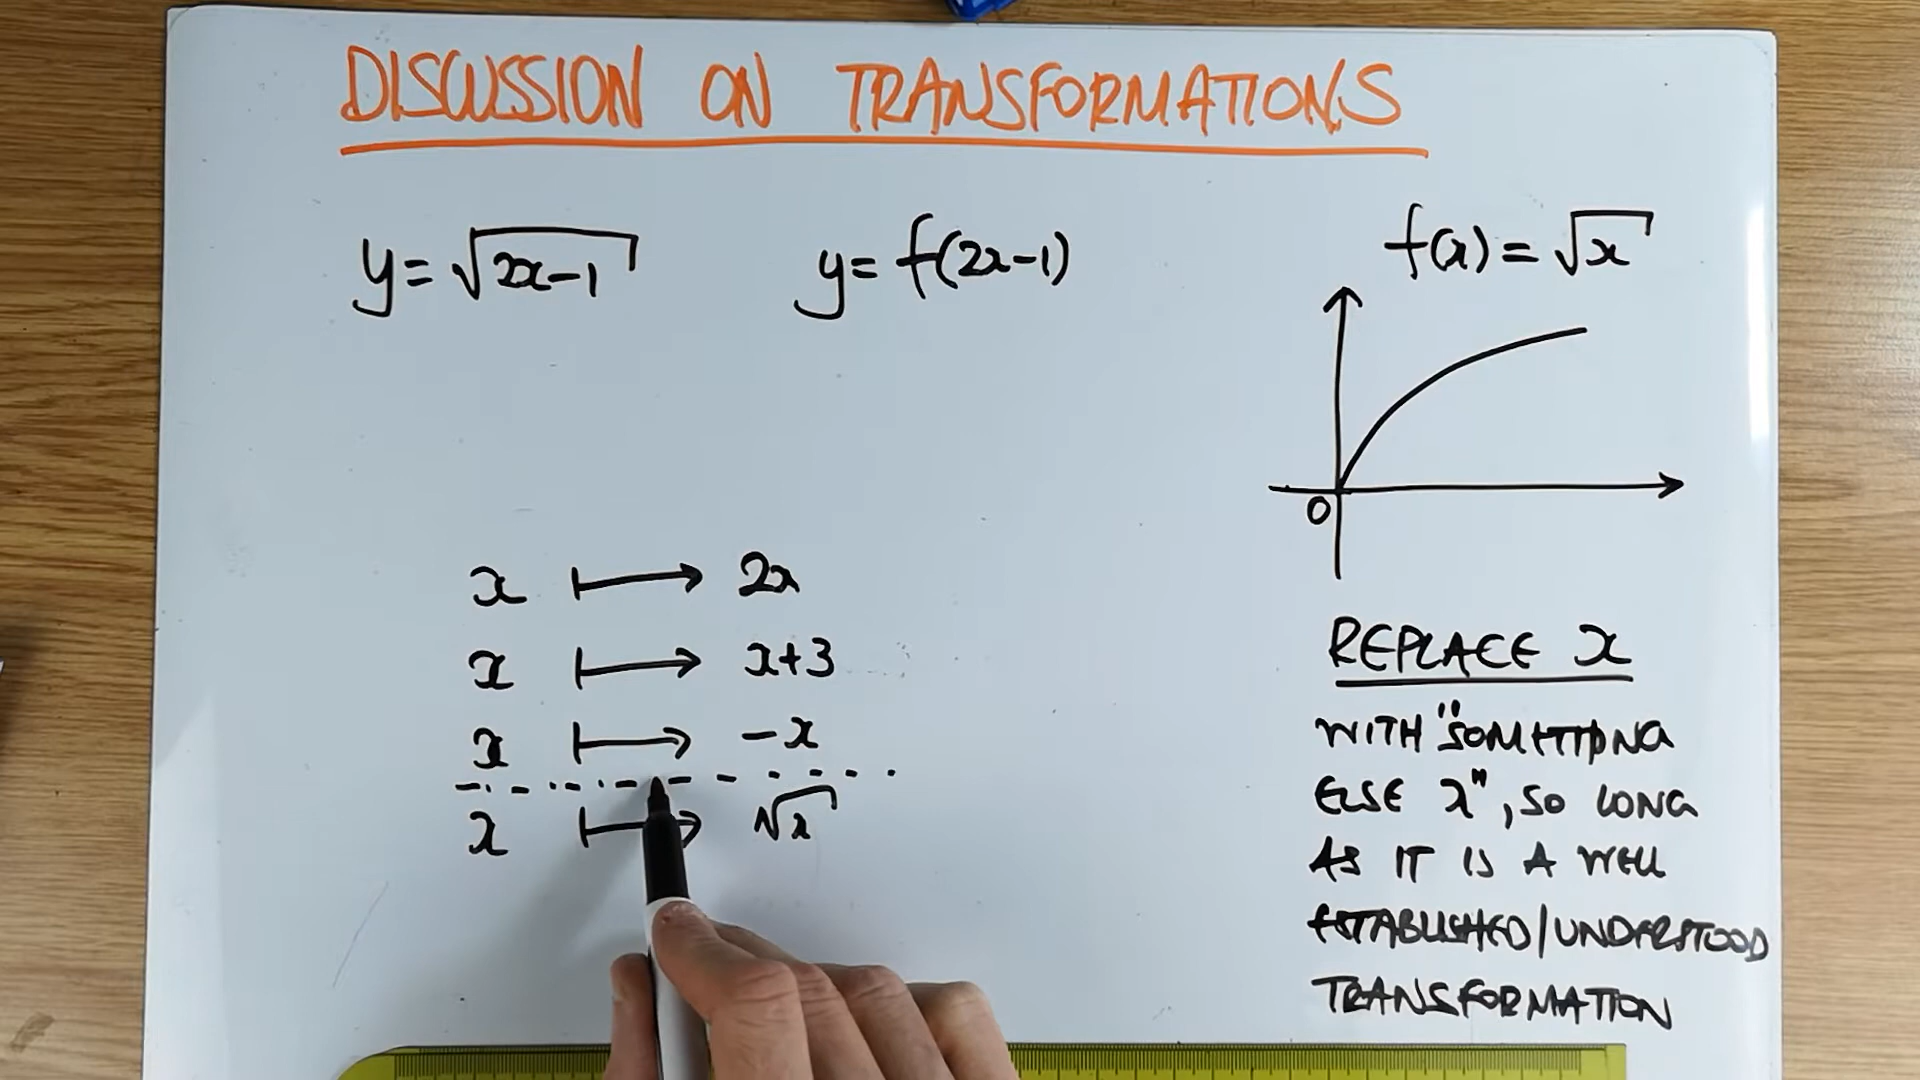 DISCUSSION ON TRANSFORMATIONS
y = √2x-1
y = f(2x-1)
f(x) = √x
0
x ↦ 2x
x ↦ x+3
x ↦ -x
x ↦ √x
REPLACE x
WITH "SOMETHING
ELSE x", SO LONG
AS IT IS A WELL
ESTABLISHED/UNDERSTOOD
TRANSFORMATION